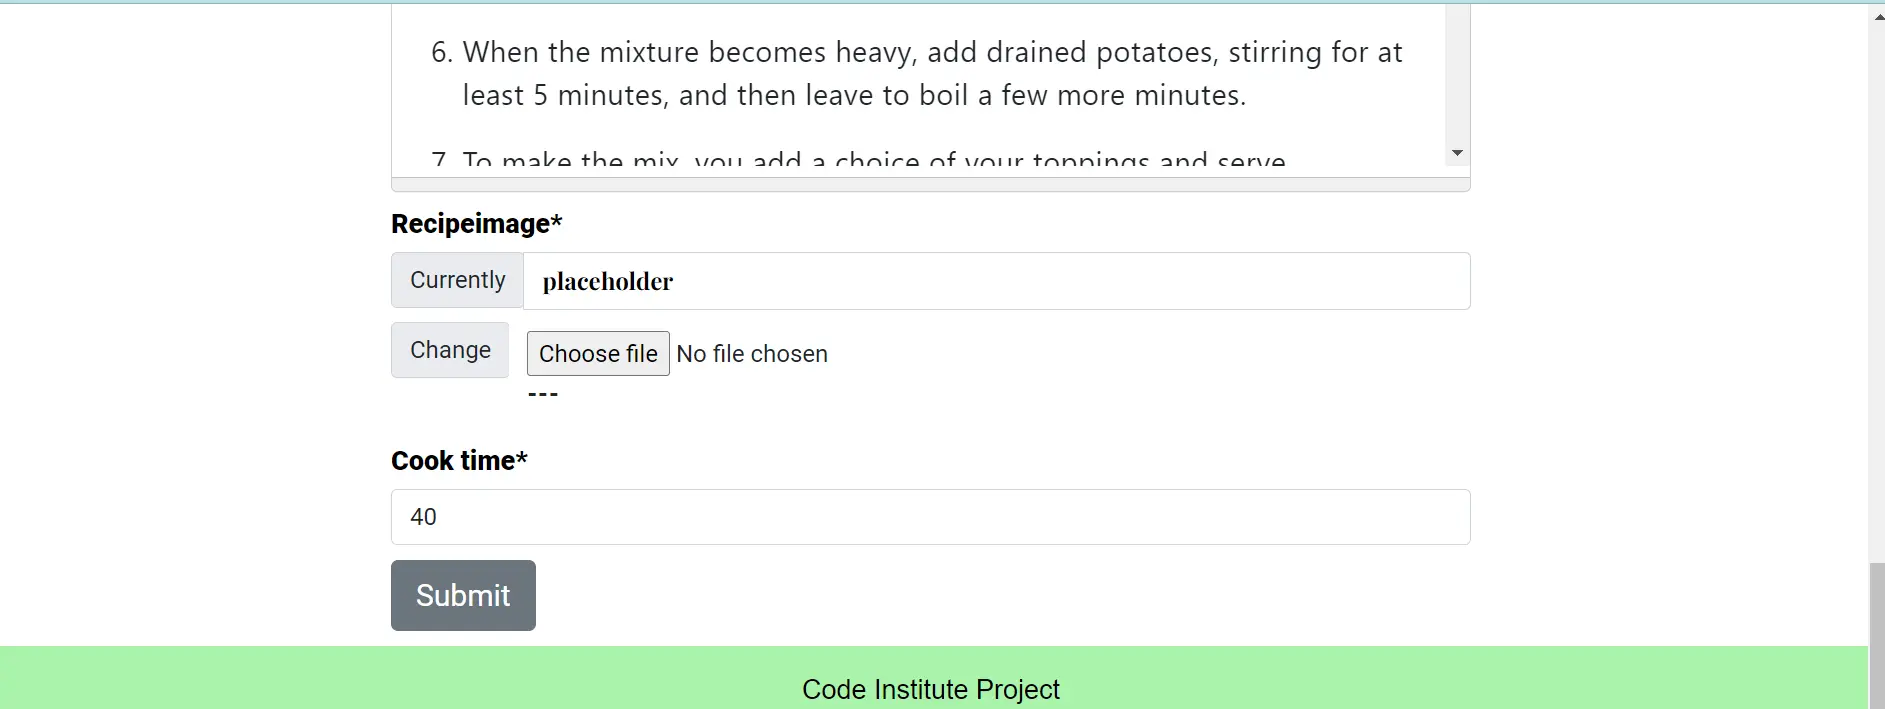 6. When the mixture becomes heavy, add drained potatoes, stirring for at
least 5 minutes, and then leave to boil a few more minutes.
7. To make the mix, you add a choice of your toppings and serve
Recipeimage*
Currently placeholder
Change Choose file No file chosen
---
Cook time*
40
Submit
Code Institute Project